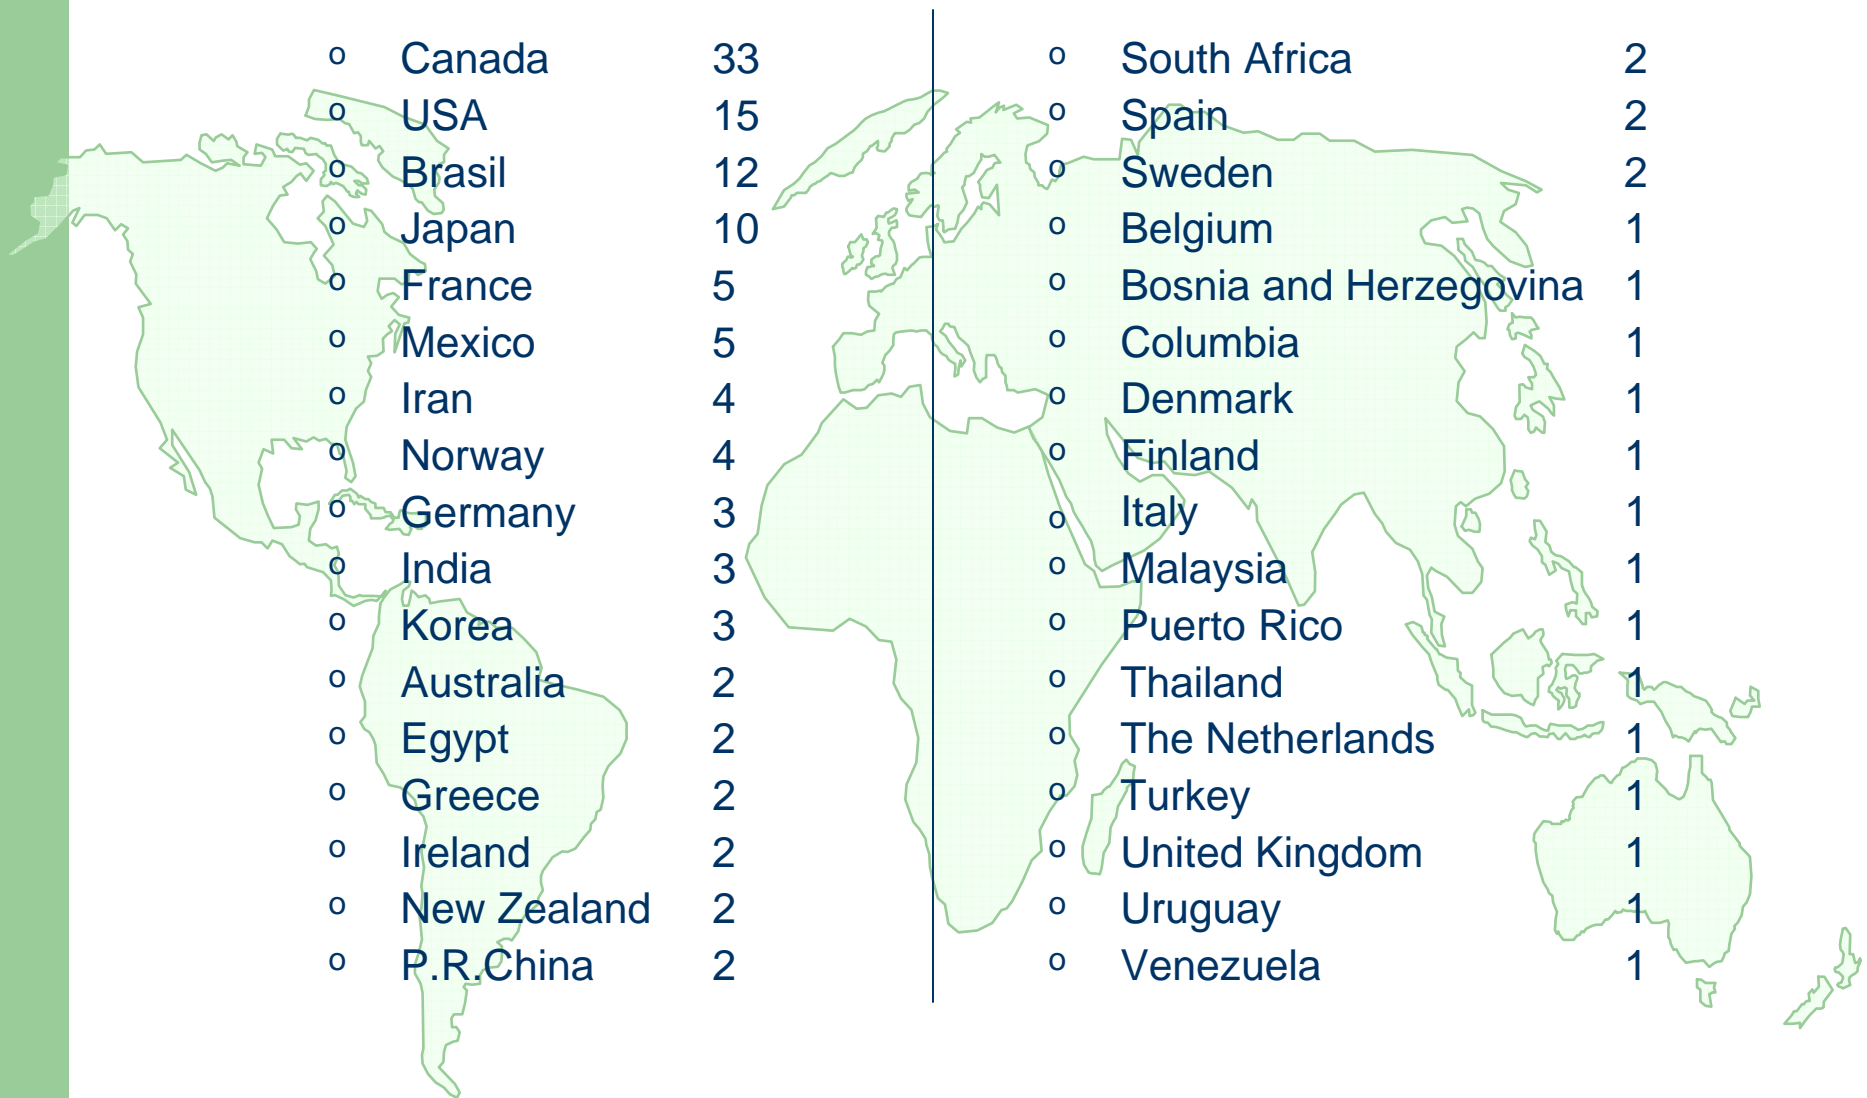 o Canada 33
o USA 15
o Brasil 12
o Japan 10
o France 5
o Mexico 5
o Iran 4
o Norway 4
o Germany 3
o India 3
o Korea 3
o Australia 2
o Egypt 2
o Greece 2
o Ireland 2
o New Zealand 2
o P.R.China 2
o South Africa 2
o Spain 2
o Sweden 2
o Belgium 1
o Bosnia and Herzegovina 1
o Columbia 1
o Denmark 1
o Finland 1
o Italy 1
o Malaysia 1
o Puerto Rico 1
o Thailand 1
o The Netherlands 1
o Turkey 1
o United Kingdom 1
o Uruguay 1
o Venezuela 1